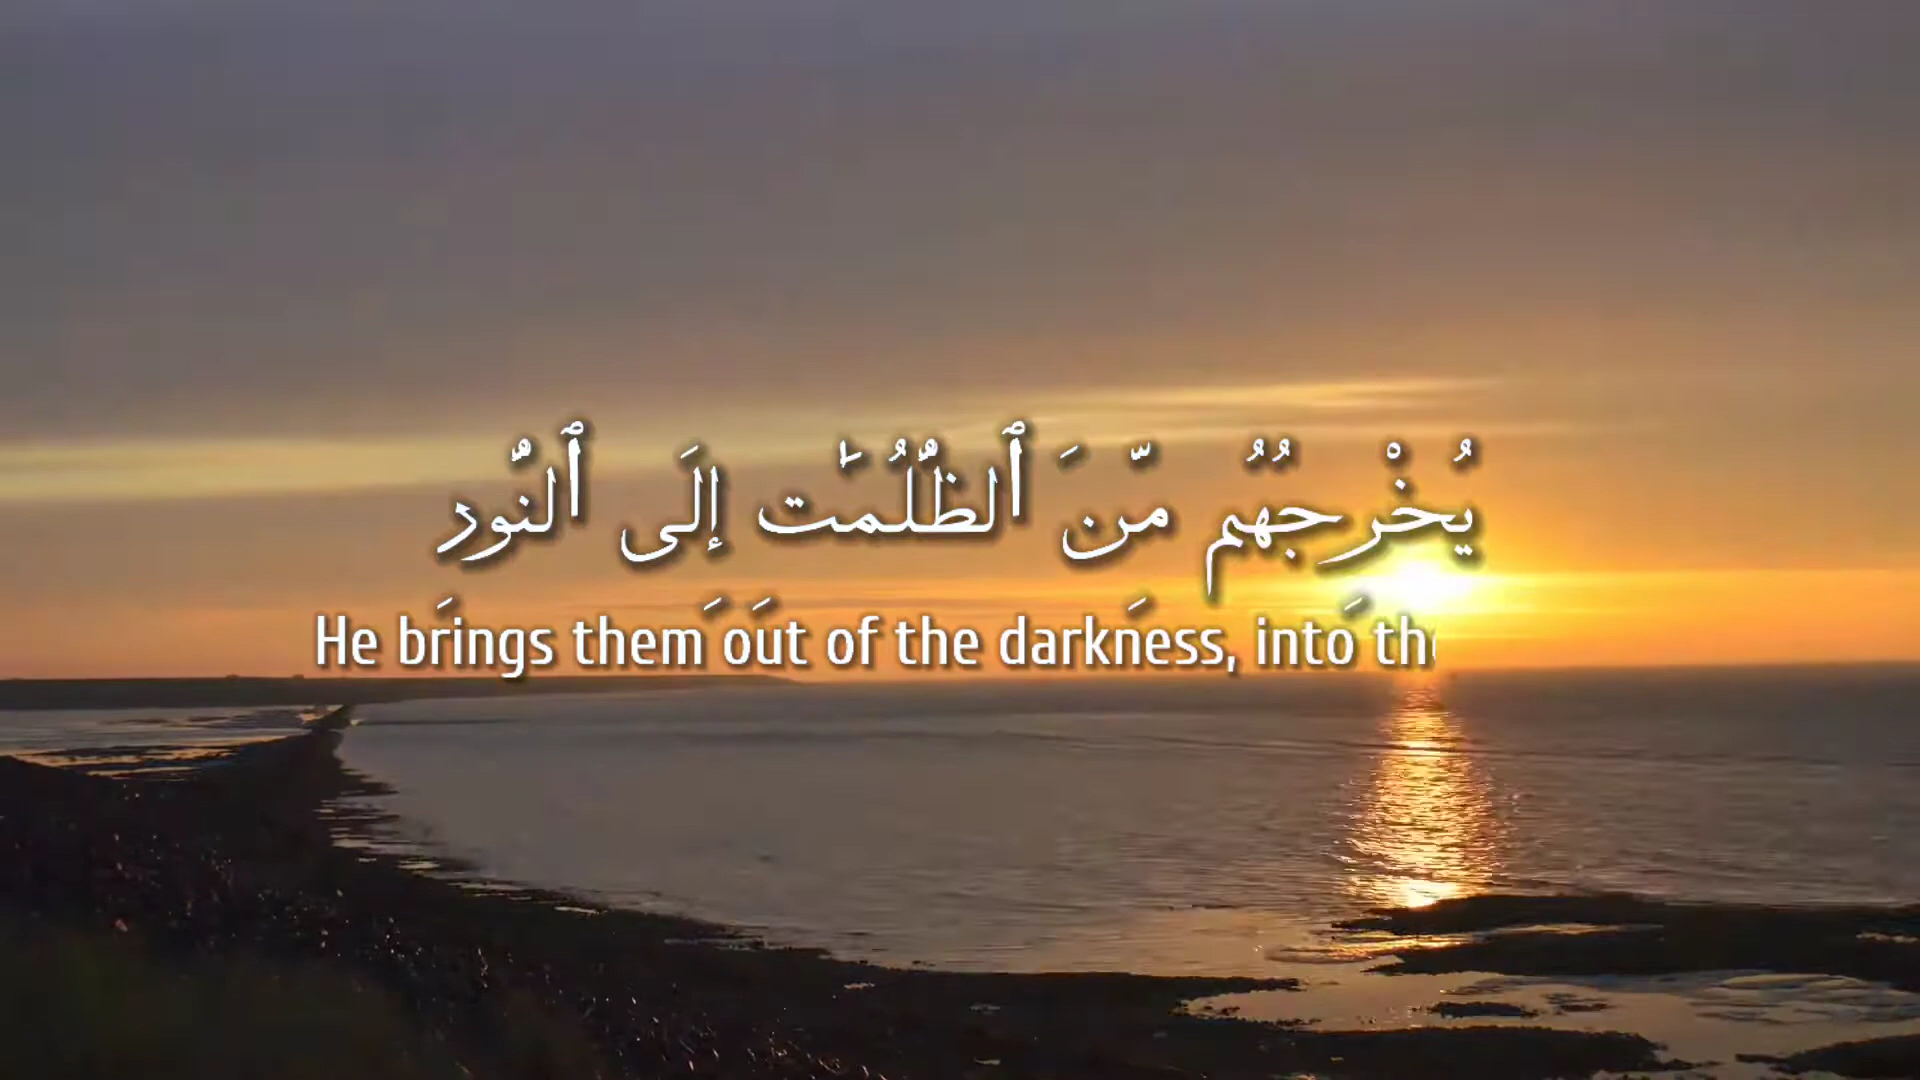 يُخْرِجُهُم مِّنَ ٱلظُّلُمَٰتِ إِلَى ٱلنُّورِ
He brings them out of the darkness, into th